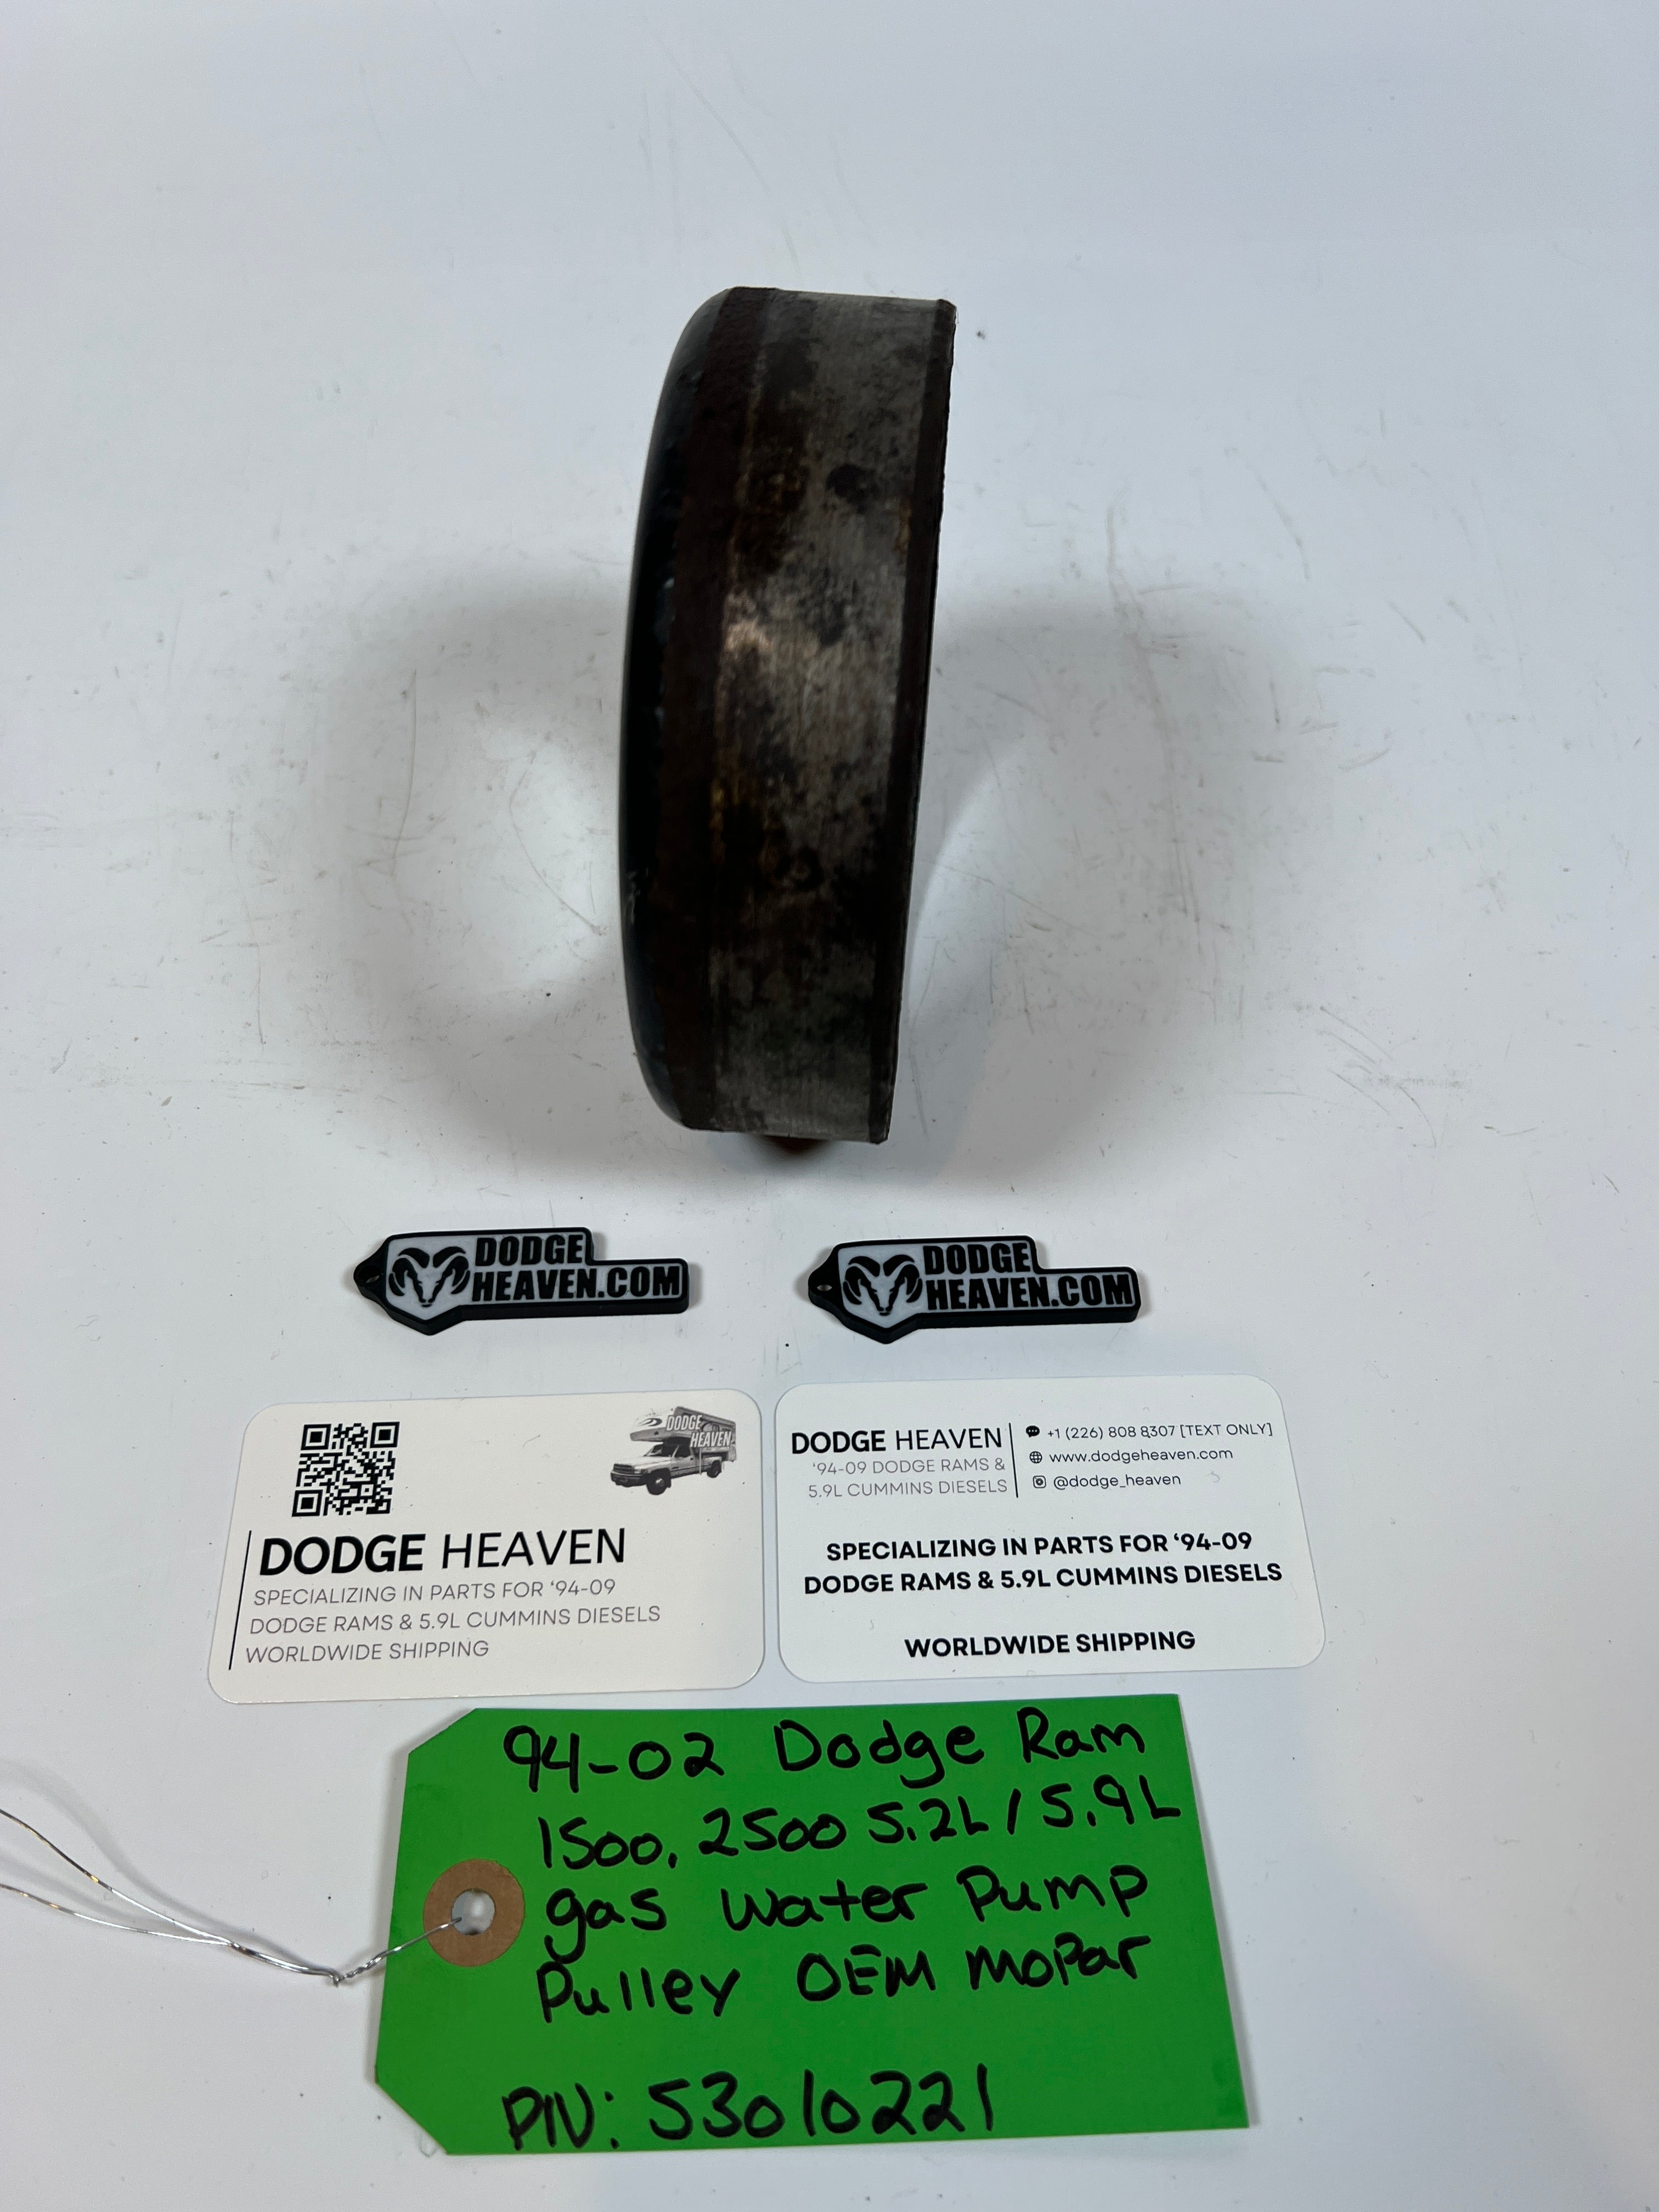 DODGE
HEAVEN.COM
DODGE
HEAVEN.COM
DODGE
HEAVEN
DODGE HEAVEN
SPECIALIZING IN PARTS FOR '94-09
DODGE RAMS & 5.9L CUMMINS DIESELS
WORLDWIDE SHIPPING
DODGE HEAVEN
'94-09 DODGE RAMS &
5.9L CUMMINS DIESELS
+1 (226) 808 8307 [TEXT ONLY]
www.dodgeheaven.com
@dodge_heaven
SPECIALIZING IN PARTS FOR '94-09
DODGE RAMS & 5.9L CUMMINS DIESELS
WORLDWIDE SHIPPING
94-02 Dodge Ram
1500, 2500 5.2L / 5.9L
gas water Pump
Pulley OEM MoPar
P/N: 53010221